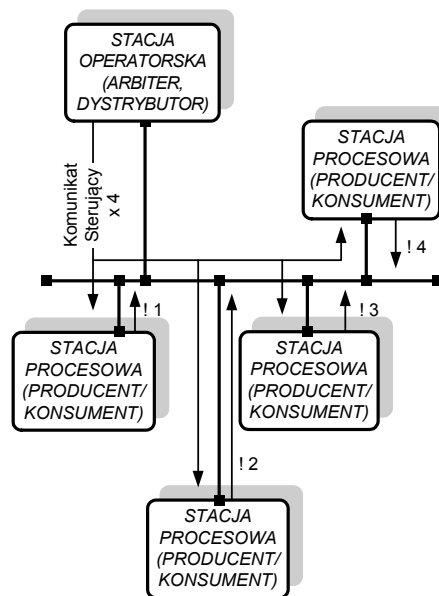 STACJA
OPERATORSKA
(ARBITER,
DYSTRYBUTOR)
Komunikat
Sterujący
x 4
STACJA
PROCESOWA
(PRODUCENT/
KONSUMENT)
! 4
! 1
! 3
STACJA
PROCESOWA
(PRODUCENT/
KONSUMENT)
STACJA
PROCESOWA
(PRODUCENT/
KONSUMENT)
! 2
STACJA
PROCESOWA
(PRODUCENT/
KONSUMENT)